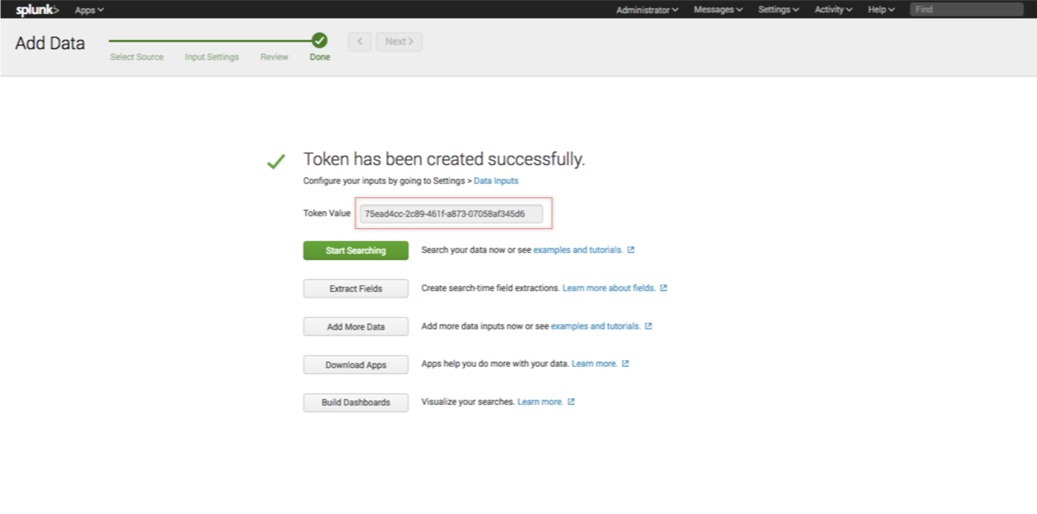 splunk> Apps Administrator Messages Settings Activity Help Find
Add Data
Select Source Input Settings Review Done
< Next >
Token has been created successfully.
Configure your inputs by going to Settings > Data Inputs
Token Value 75ead4cc-2c89-461f-a873-07058af345d6
Start Searching Search your data now or see examples and tutorials.
Extract Fields Create search-time field extractions. Learn more about fields.
Add More Data Add more data inputs now or see examples and tutorials.
Download Apps Apps help you do more with your data. Learn more.
Build Dashboards Visualize your searches. Learn more.